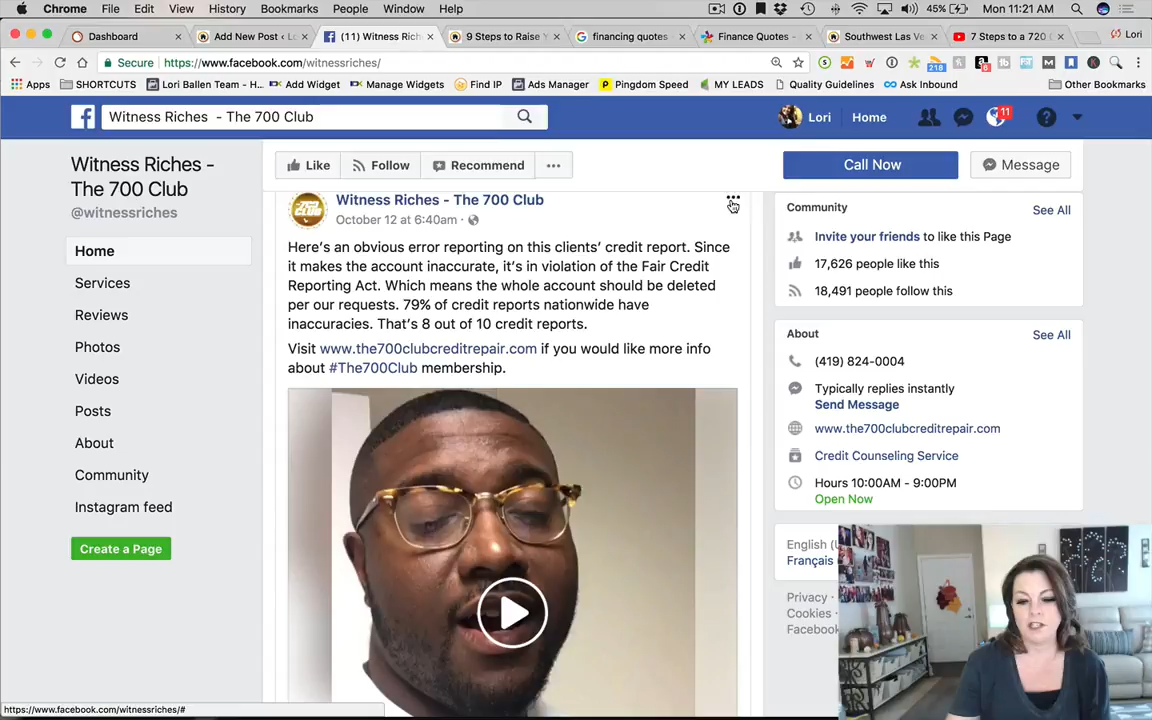 Chrome File Edit View History Bookmarks People Window Help 45% Mon 11:21 AM
Dashboard Add New Post ‹ Lo (11) Witness Rich 9 Steps to Raise Y financing quotes Finance Quotes - Southwest Las Ve 7 Steps to a 720 Lori
Secure https://www.facebook.com/witnessriches/
Apps SHORTCUTS Lori Ballen Team - H... Add Widget Manage Widgets Find IP Ads Manager Pingdom Speed MY LEADS Quality Guidelines Ask Inbound Other Bookmarks
Witness Riches - The 700 Club Lori Home 11
Witness Riches -
The 700 Club
@witnessriches
Home
Services
Reviews
Photos
Videos
Posts
About
Community
Instagram feed
Create a Page
Like Follow Recommend ... Call Now Message
Witness Riches - The 700 Club
October 12 at 6:40am ·
Here's an obvious error reporting on this clients' credit report. Since
it makes the account inaccurate, it's in violation of the Fair Credit
Reporting Act. Which means the whole account should be deleted
per our requests. 79% of credit reports nationwide have
inaccuracies. That's 8 out of 10 credit reports.
Visit www.the700clubcreditrepair.com if you would like more info
about #The700Club membership.
Community See All
Invite your friends to like this Page
17,626 people like this
18,491 people follow this
About See All
(419) 824-0004
Typically replies instantly
Send Message
www.the700clubcreditrepair.com
Credit Counseling Service
Hours 10:00AM - 9:00PM
Open Now
English (U
Français
Privacy ·
Cookies ·
Facebook
https://www.facebook.com/witnessriches/#